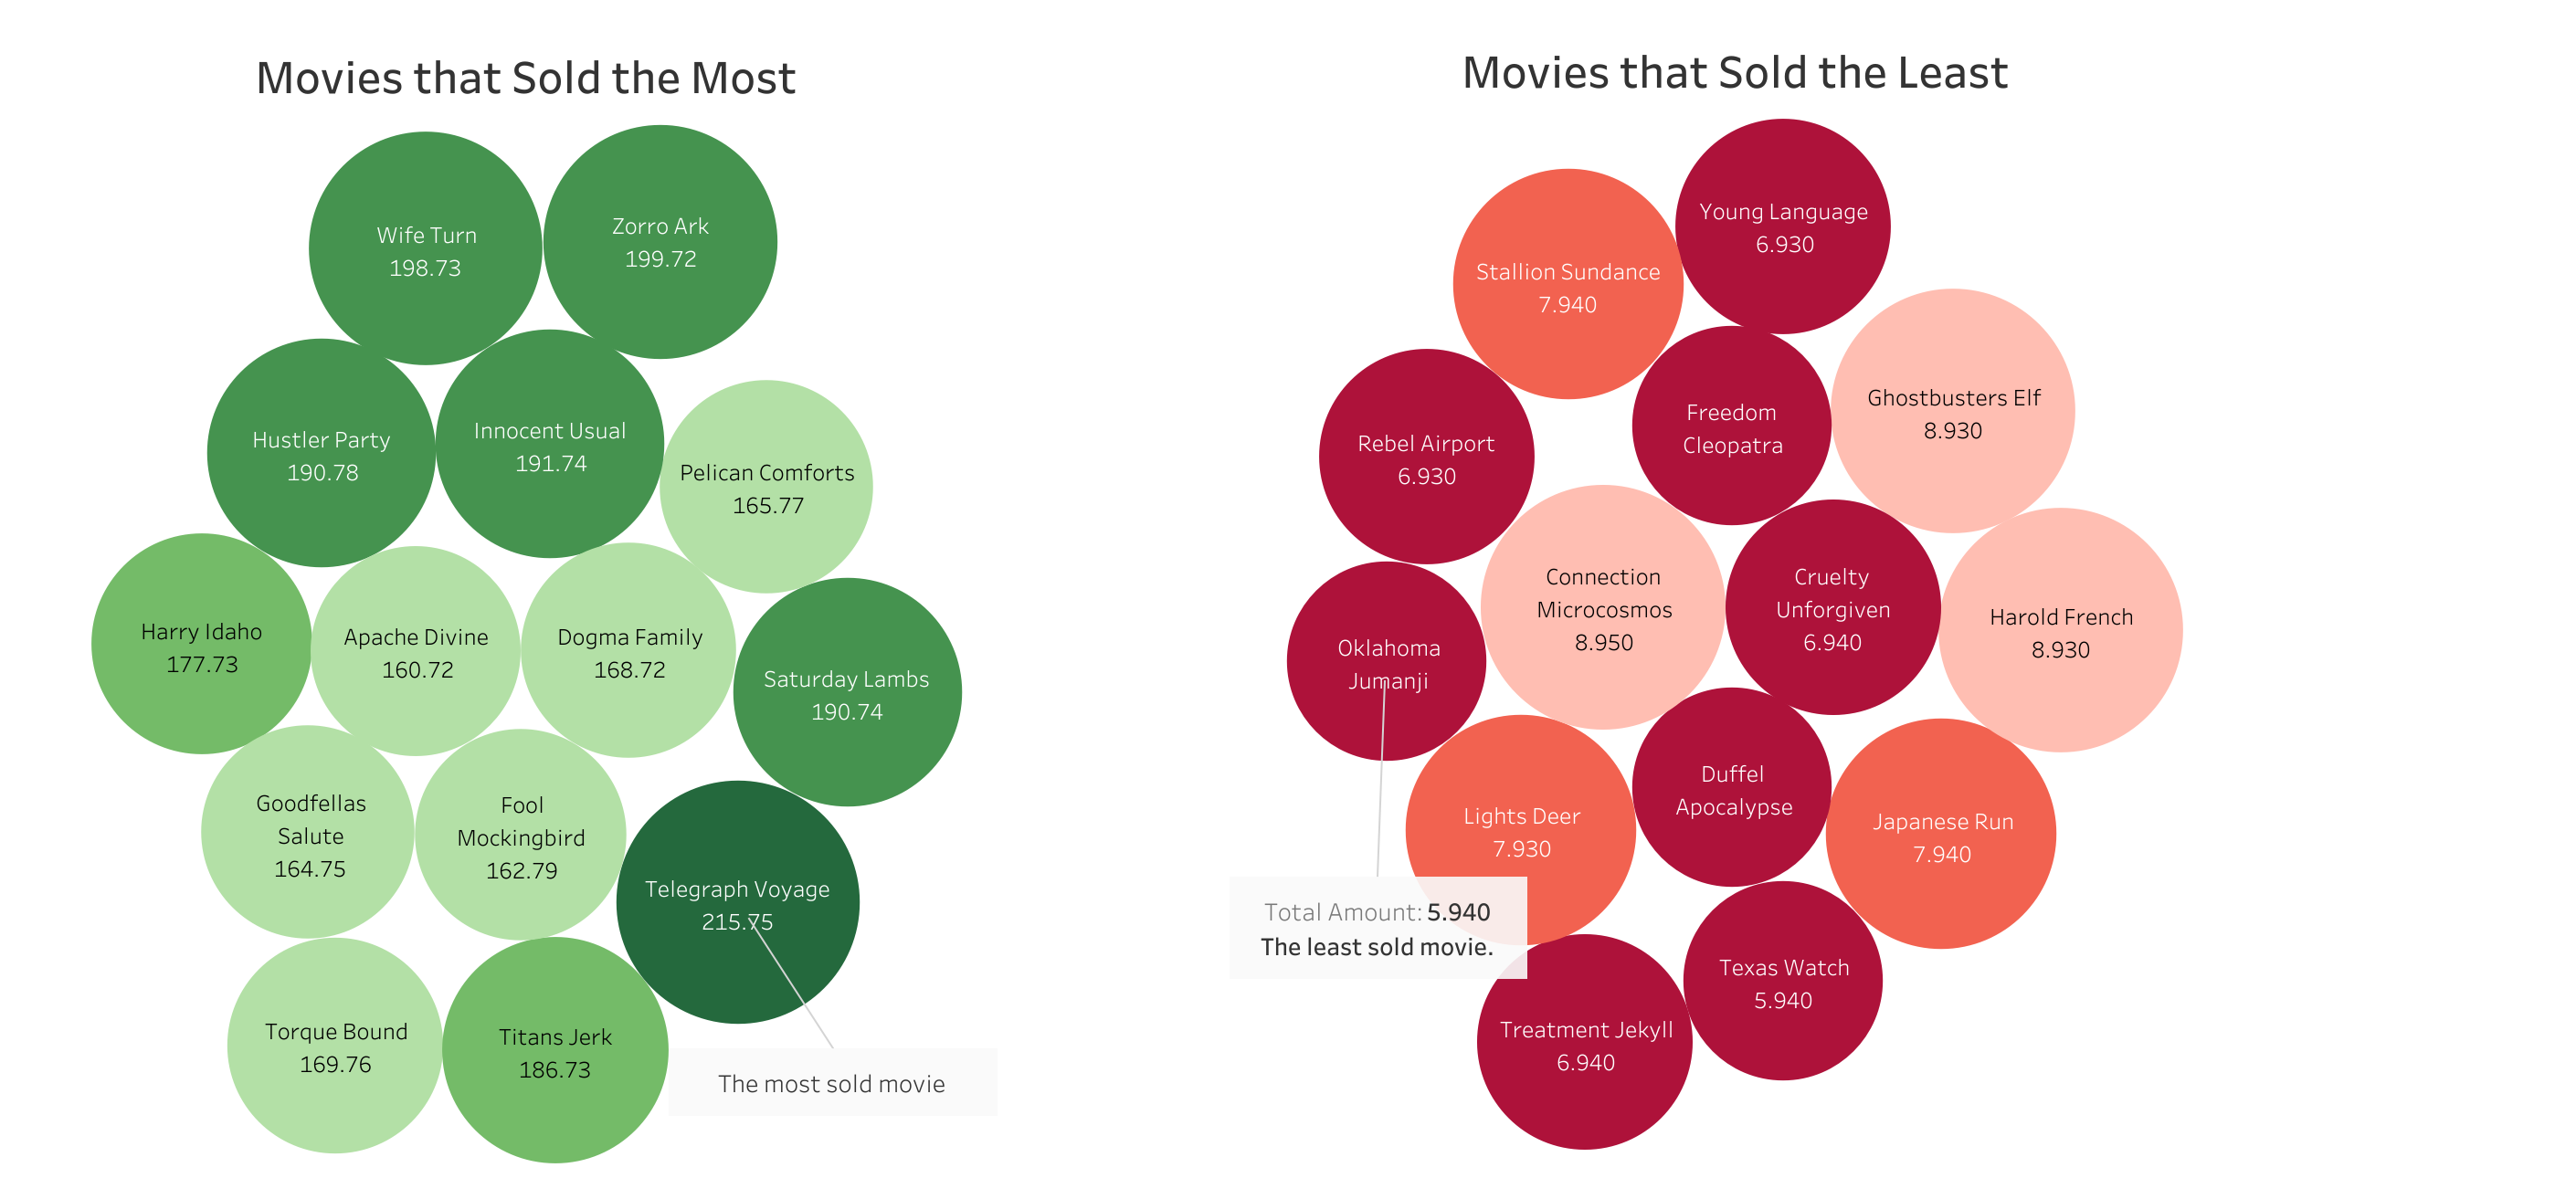 Movies that Sold the Most
Wife Turn
198.73
Zorro Ark
199.72
Hustler Party
190.78
Innocent Usual
191.74
Pelican Comforts
165.77
Harry Idaho
177.73
Apache Divine
160.72
Dogma Family
168.72
Saturday Lambs
190.74
Goodfellas
Salute
164.75
Fool
Mockingbird
162.79
Telegraph Voyage
215.75
Torque Bound
169.76
Titans Jerk
186.73
The most sold movie
Movies that Sold the Least
Young Language
6.930
Stallion Sundance
7.940
Ghostbusters Elf
8.930
Freedom
Cleopatra
Rebel Airport
6.930
Connection
Microcosmos
8.950
Cruelty
Unforgiven
6.940
Harold French
8.930
Oklahoma
Jumanji
Duffel
Apocalypse
Lights Deer
7.930
Japanese Run
7.940
Total Amount: 5.940
The least sold movie.
Texas Watch
5.940
Treatment Jekyll
6.940